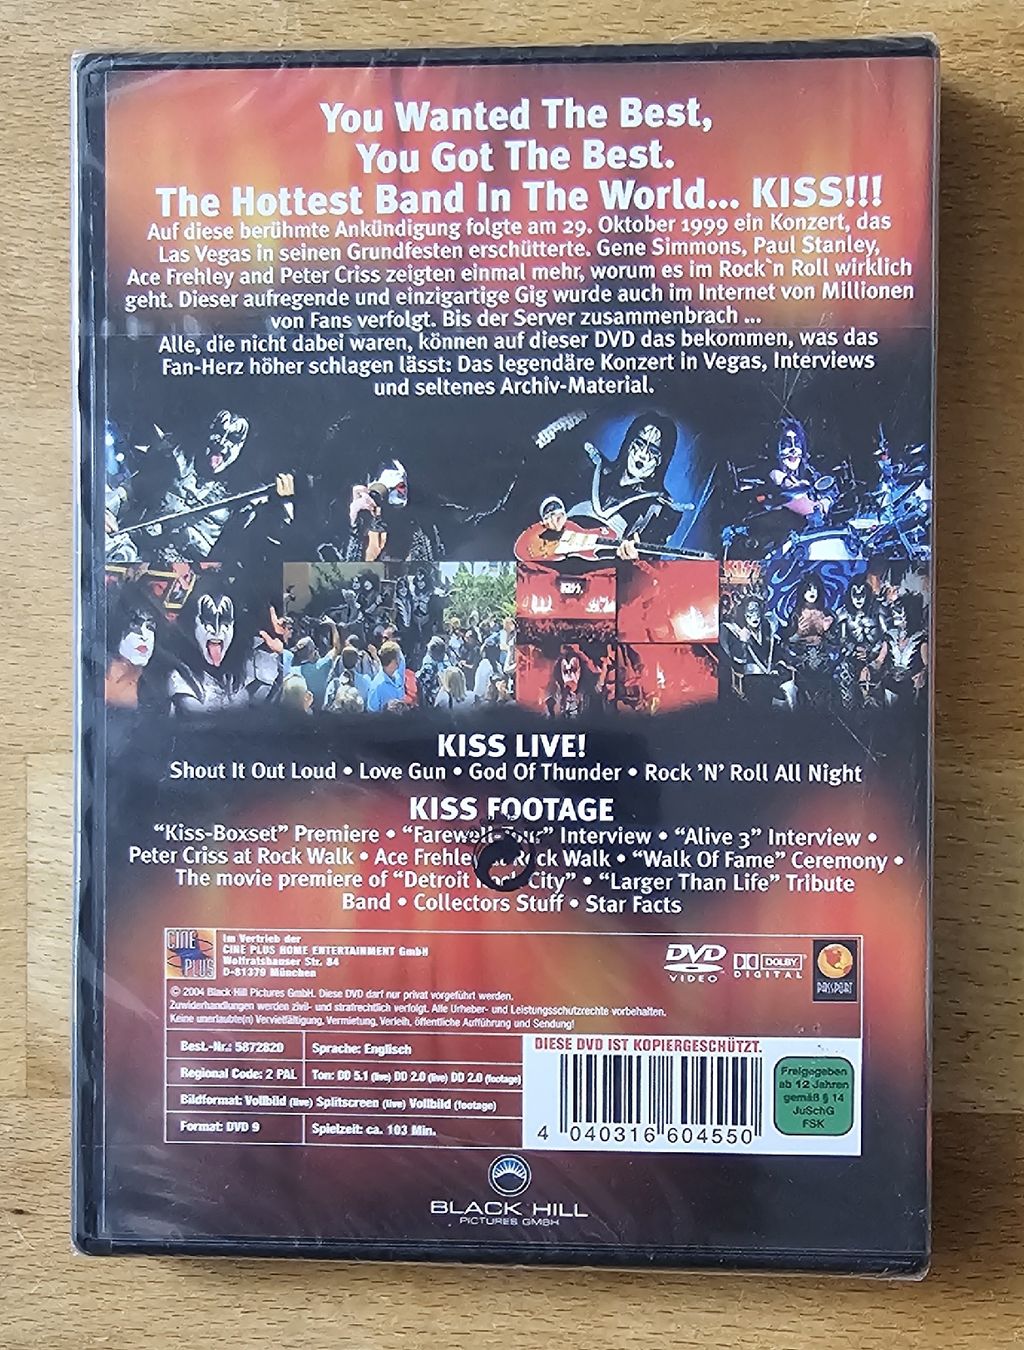 You Wanted The Best,
You Got The Best.
The Hottest Band In The World... KISS!!!
Auf diese berühmte Ankündigung folgte am 29. Oktober 1999 ein Konzert, das
Las Vegas in seinen Grundfesten erschütterte. Gene Simmons, Paul Stanley,
Ace Frehley and Peter Criss zeigten einmal mehr, worum es im Rock`n Roll wirklich
geht. Dieser aufregende und einzigartige Gig wurde auch im Internet von Millionen
von Fans verfolgt. Bis der Server zusammenbrach ...
Alle, die nicht dabei waren, können auf dieser DVD das bekommen, was das
Fan-Herz höher schlagen lässt: Das legendäre Konzert in Vegas, Interviews
und seltenes Archiv-Material.
KISS
KISS
KISS LIVE!
Shout It Out Loud • Love Gun • God Of Thunder • Rock 'N' Roll All Night
KISS FOOTAGE
"Kiss-Boxset" Premiere • "Farewell-Tour" Interview • "Alive 3" Interview •
Peter Criss at Rock Walk • Ace Frehley at Rock Walk • "Walk Of Fame" Ceremony •
The movie premiere of "Detroit Rock City" • "Larger Than Life" Tribute
Band • Collectors Stuff • Star Facts
CINE PLUS
Im Vertrieb der
CINE PLUS HOME ENTERTAINMENT GmbH
Wolfratshauser Str. 84
D-81379 München
DVD VIDEO
DOLBY DIGITAL
PASSPORT
© 2004 Black Hill Pictures GmbH. Diese DVD darf nur privat vorgeführt werden.
Zuwiderhandlungen werden zivil- und strafrechtlich verfolgt. Alle Urheber- und Leistungsschutzrechte vorbehalten.
Keine unerlaubte(n) Vervielfältigung, Vermietung, Verleih, öffentliche Aufführung und Sendung!
Best.-Nr.: 5872820
Sprache: Englisch
Regional Code: 2 PAL
Ton: DD 5.1 (live) DD 2.0 (live) DD 2.0 (footage)
Bildformat: Vollbild (live) Splitscreen (live) Vollbild (footage)
Format: DVD 9
Spielzeit: ca. 103 Min.
DIESE DVD IST KOPIERGESCHÜTZT.
4 040316 604550
Freigegeben
ab 12 Jahren
gemäß § 14
JuSchG
FSK
BLACK HILL
PICTURES GMBH